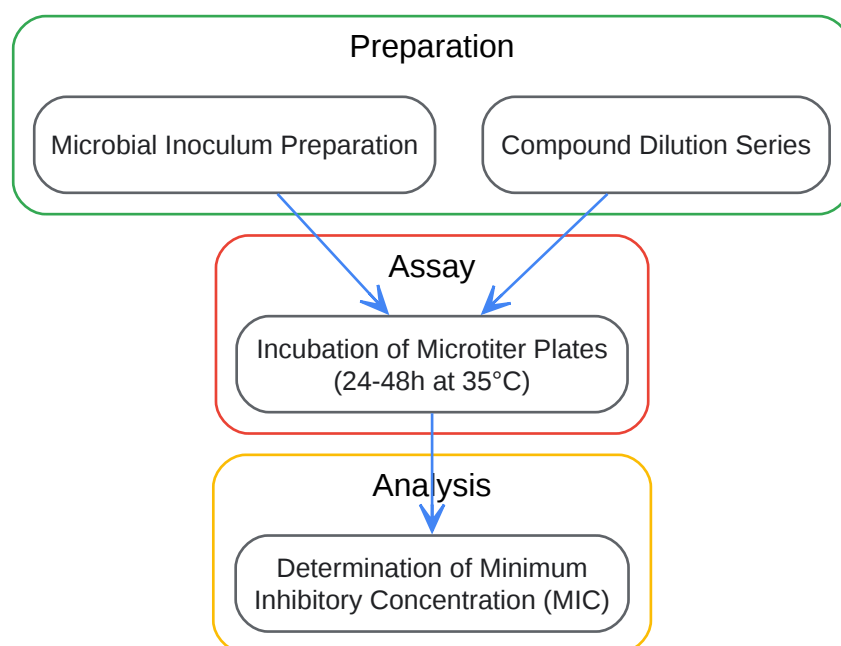 Preparation
Microbial Inoculum Preparation
Compound Dilution Series
Assay
Incubation of Microtiter Plates
(24-48h at 35°C)
Analysis
Determination of Minimum
Inhibitory Concentration (MIC)